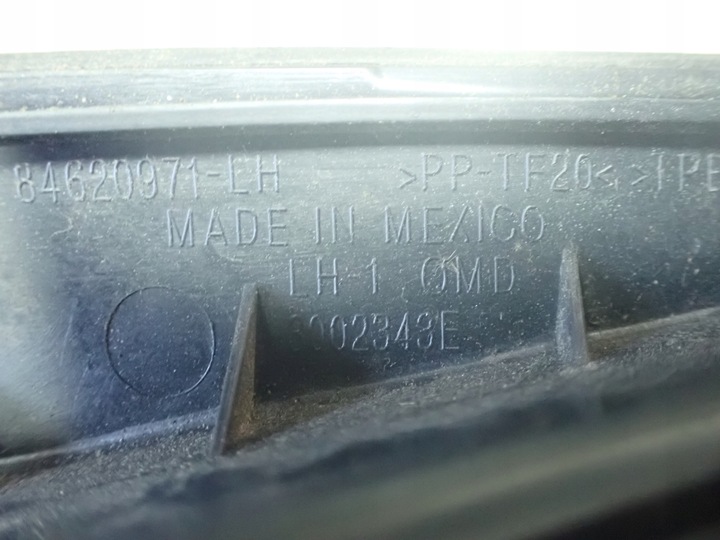 84620971-LH >PP-TF20<
MADE IN MEXICO
LH-1 OMD